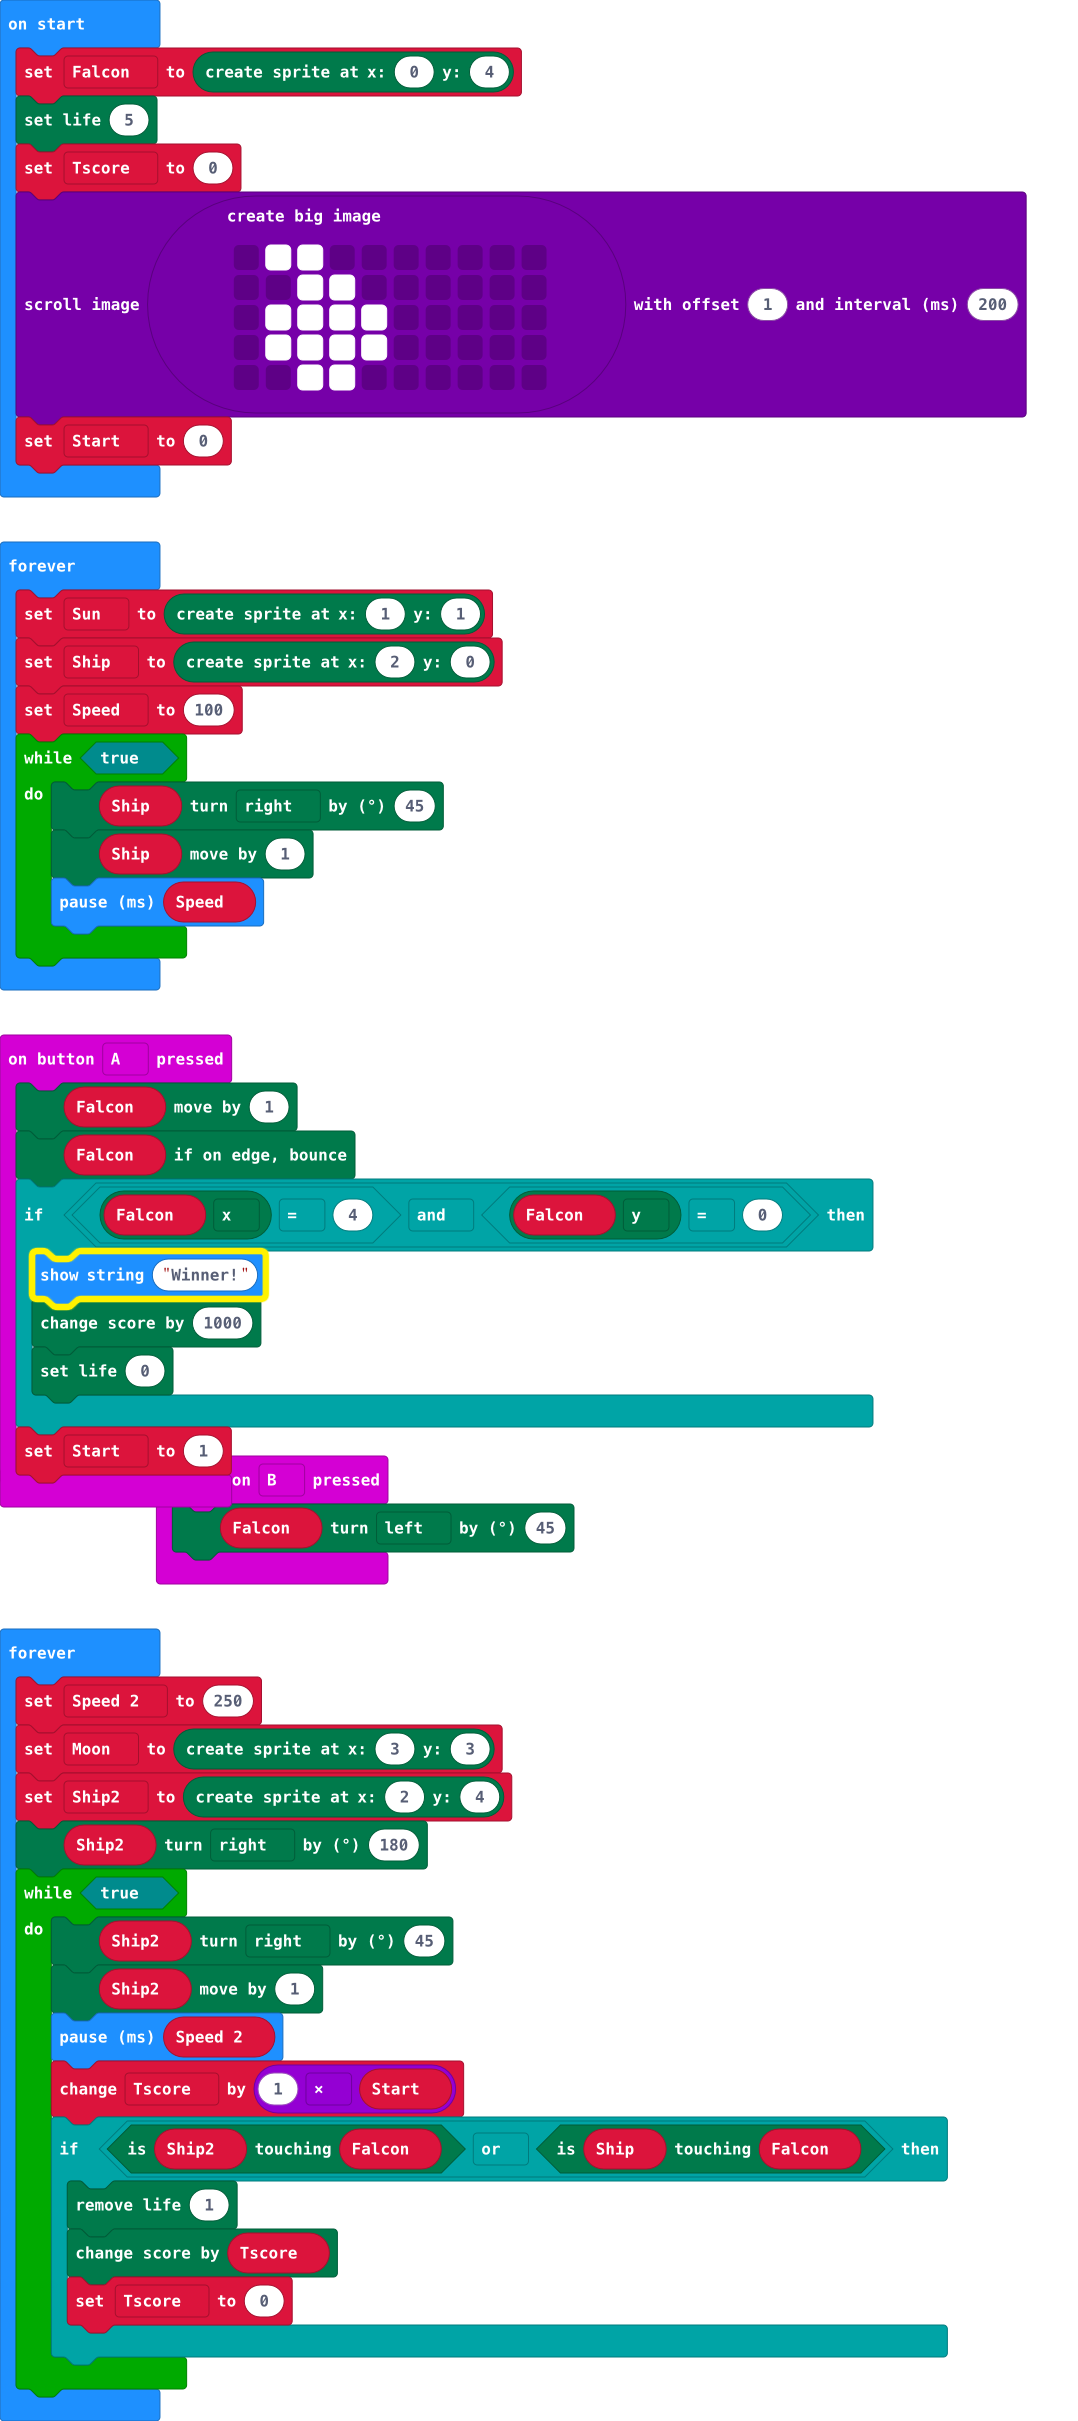 on start
set Falcon to create sprite at x: 0 y: 4
set life 5
set Tscore to 0
create big image
scroll image with offset 1 and interval (ms) 200
set Start to 0
forever
set Sun to create sprite at x: 1 y: 1
set Ship to create sprite at x: 2 y: 0
set Speed to 100
while true
do
Ship turn right by (°) 45
Ship move by 1
pause (ms) Speed
on button A pressed
Falcon move by 1
Falcon if on edge, bounce
if Falcon x = 4 and Falcon y = 0 then
show string "Winner!"
change score by 1000
set life 0
set Start to 1
on B pressed
Falcon turn left by (°) 45
forever
set Speed 2 to 250
set Moon to create sprite at x: 3 y: 3
set Ship2 to create sprite at x: 2 y: 4
Ship2 turn right by (°) 180
while true
do
Ship2 turn right by (°) 45
Ship2 move by 1
pause (ms) Speed 2
change Tscore by 1 × Start
if is Ship2 touching Falcon or is Ship touching Falcon then
remove life 1
change score by Tscore
set Tscore to 0